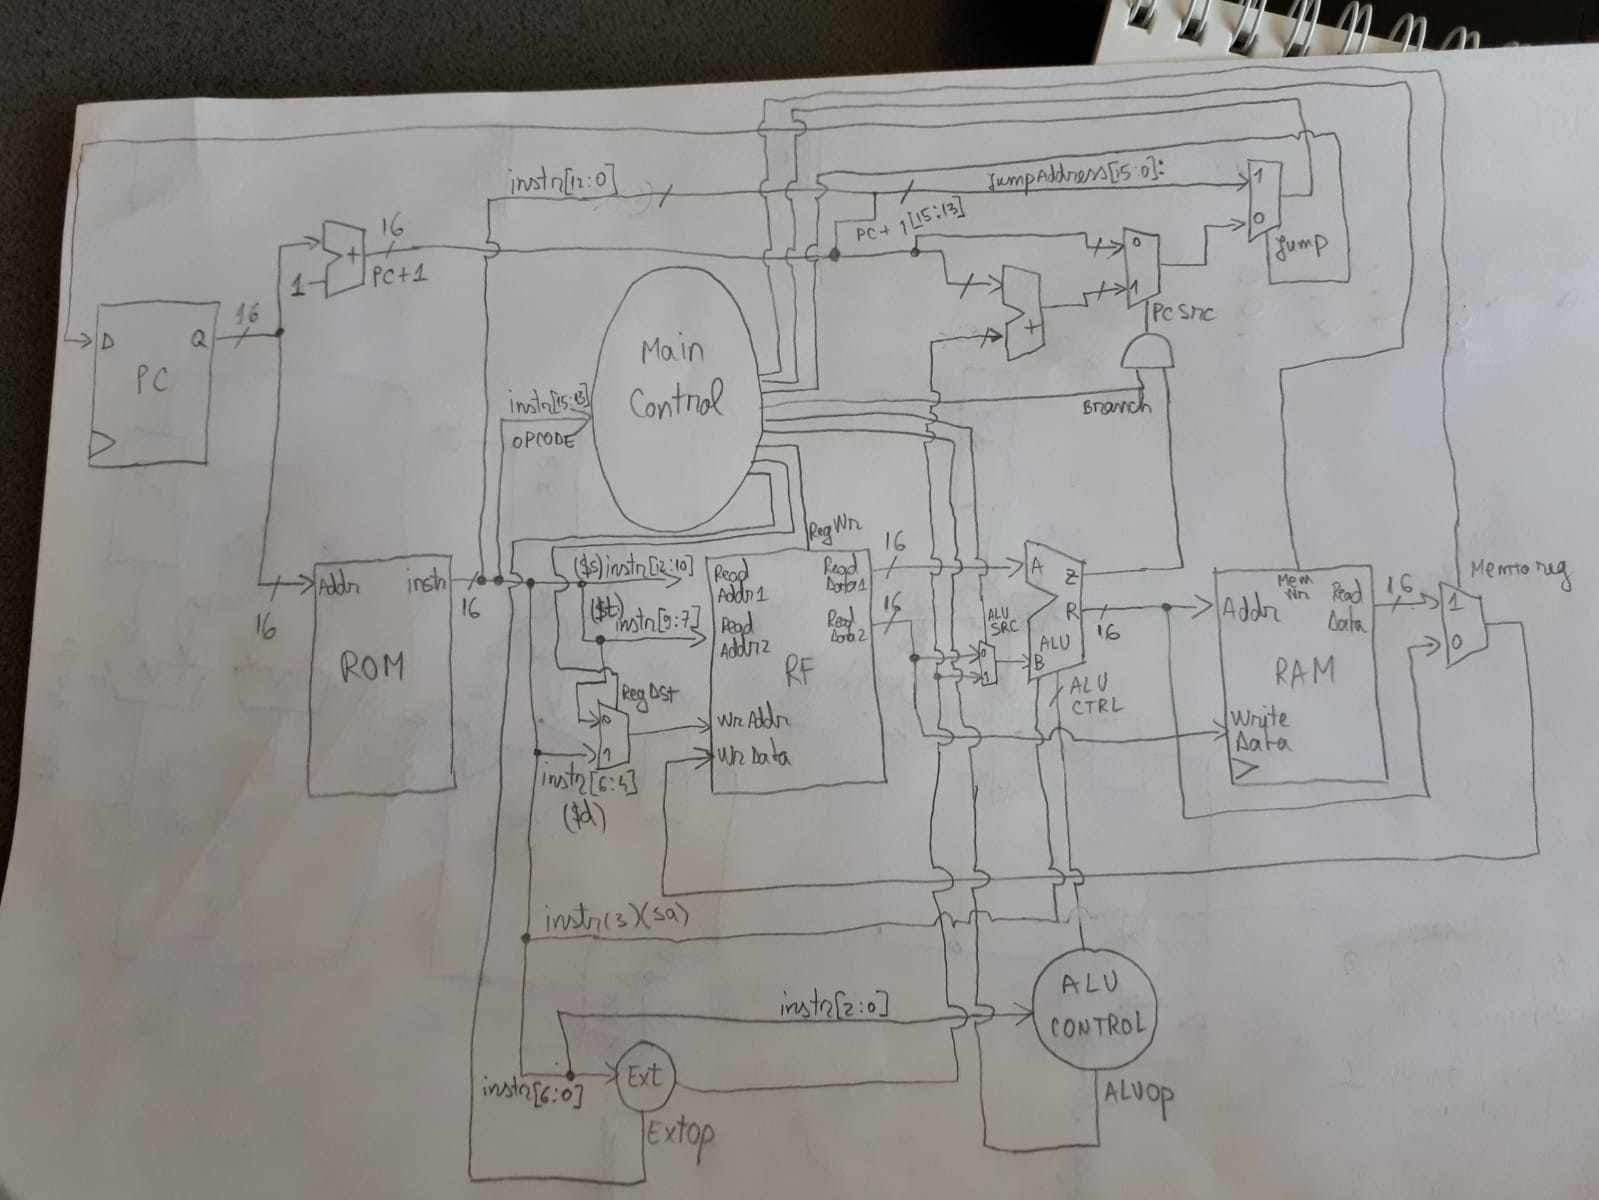 instr[12:0]
JumpAddress[15:0]:
1
0
Jump
PC+1[15:13]
16
+
1
PC+1
0
1
PCSrc
+
D
Q
16
PC
Main
Control
instr[15:13]
OPCODE
Branch
RegWr
16
Addr
instr
16
16
ROM
($s)instr[12:10]
($t)
instr[9:7]
Read
Addr1
Read
Addr2
Read
Data1
Read
Data2
16
RF
Wr Addr
Wr Data
RegDst
0
1
instr[6:4]
($d)
ALU
SRC
0
1
A
Z
R
16
ALU
B
ALU
CTRL
Mem
Wr
Read
Data
Addr
RAM
Write
Data
16
Memtoreg
1
0
instr(3)(sa)
instr[2:0]
ALU
CONTROL
ALUOp
instr[6:0]
Ext
Extop